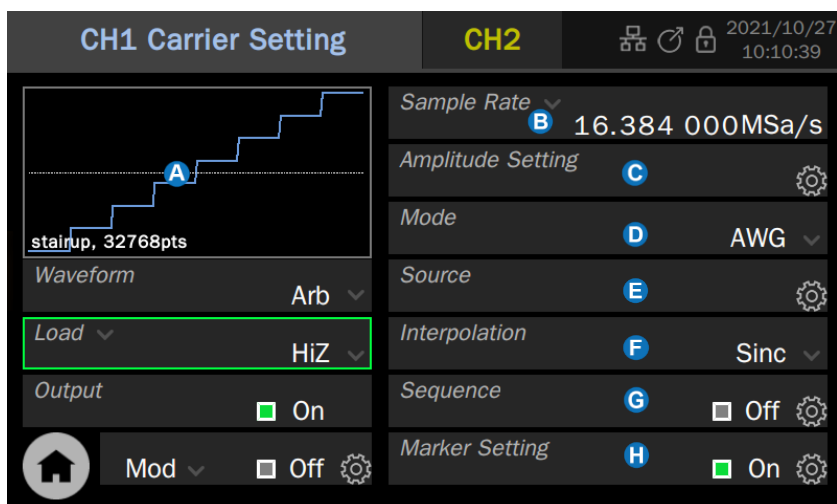 CH1 Carrier Setting
CH2
2021/10/27
10:10:39
A
stairup, 32768pts
Waveform
Arb
Load
HiZ
Output
On
Mod
Off
Sample Rate
B
16.384 000MSa/s
Amplitude Setting
C
Mode
D
AWG
Source
E
Interpolation
F
Sinc
Sequence
G
Off
Marker Setting
H
On